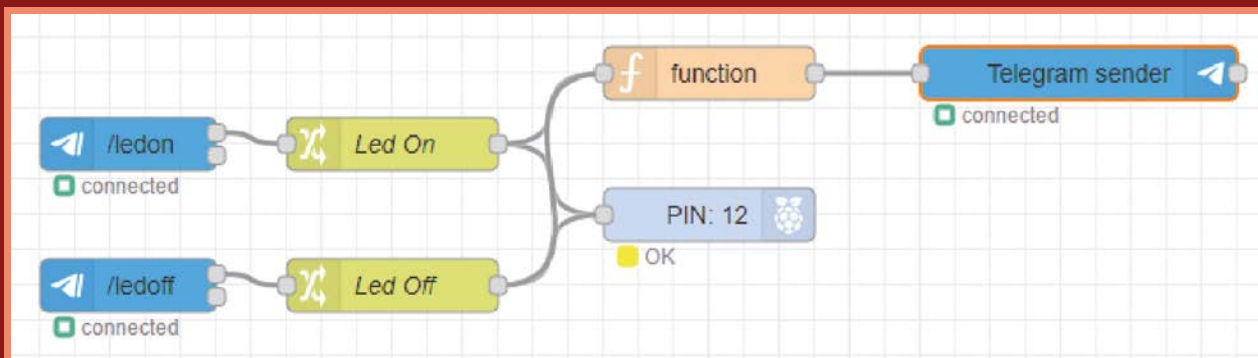 function
Telegram sender
connected
/ledon
Led On
connected
PIN: 12
OK
/ledoff
Led Off
connected